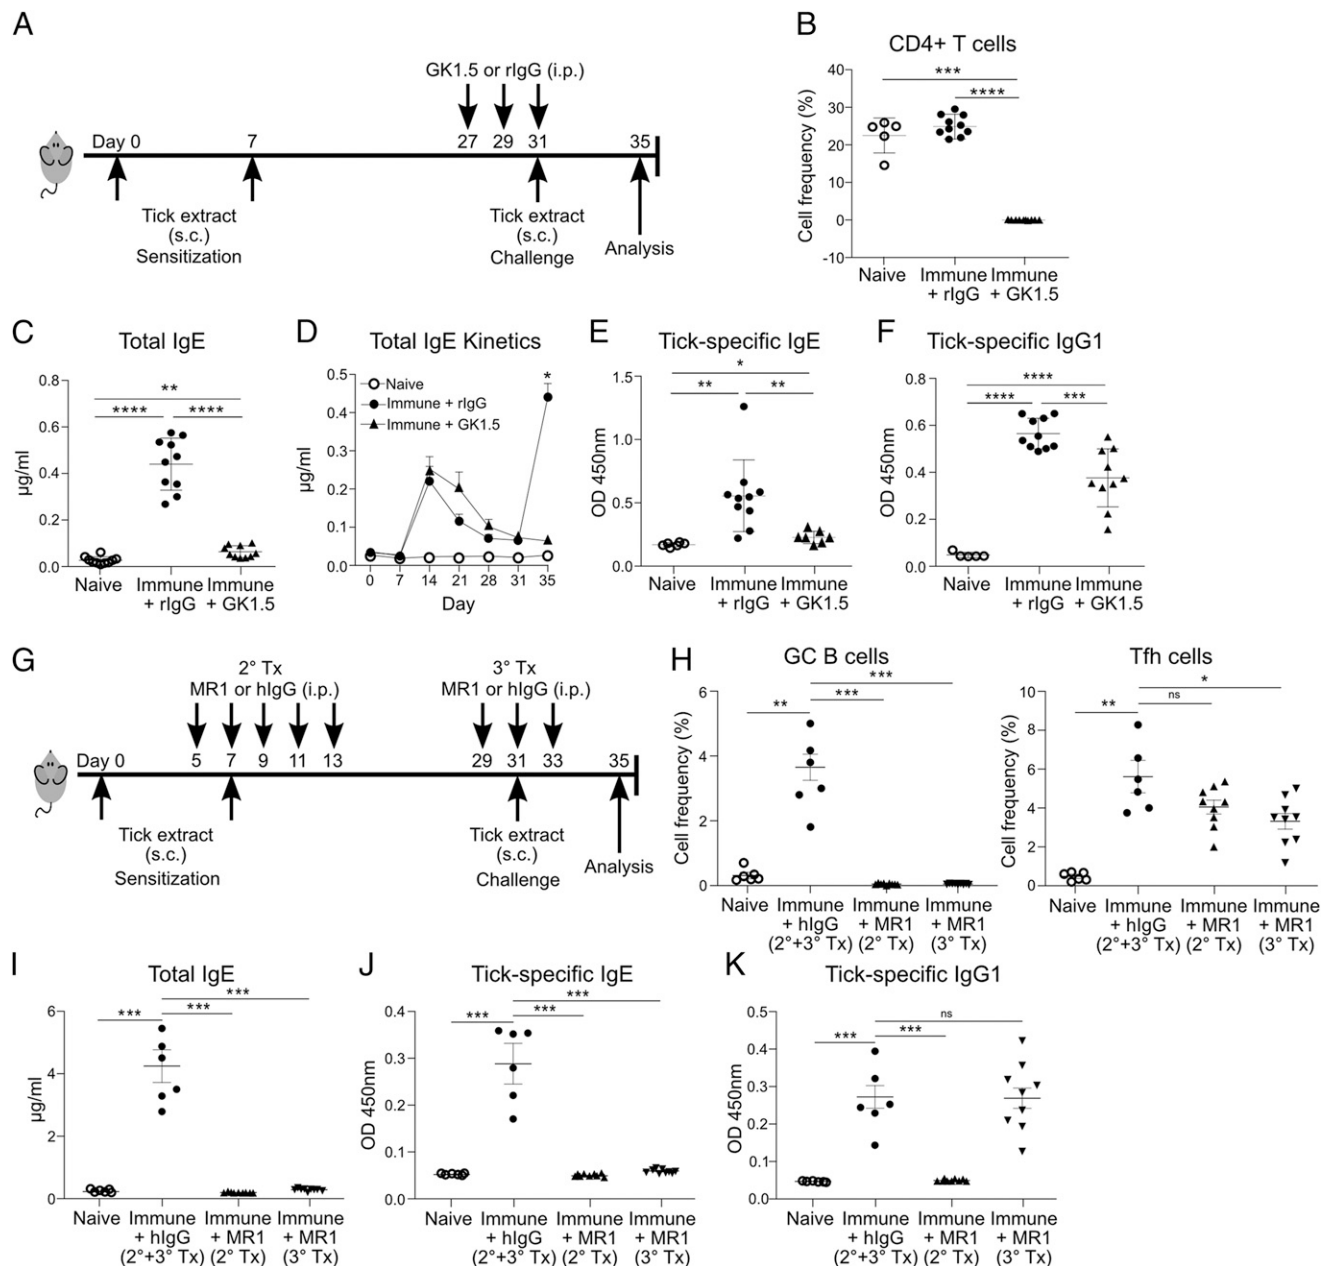 A
GK1.5 or rIgG (i.p.)
Day 0 7 27 29 31 35
Tick extract
(s.c.)
Sensitization
Tick extract
(s.c.)
Challenge
Analysis
B
CD4+ T cells
***
****
Cell frequency (%)
40
30
20
10
0
-10
Naive
Immune
+ rIgG
Immune
+ GK1.5
C
Total IgE
**
**** ****
µg/ml
0.8
0.6
0.4
0.2
0.0
Naive
Immune
+ rIgG
Immune
+ GK1.5
D
Total IgE Kinetics
Naive
Immune + rIgG
Immune + GK1.5
*
µg/ml
0.5
0.4
0.3
0.2
0.1
0.0
0 7 14 21 28 31 35
Day
E
Tick-specific IgE
*
** **
OD 450nm
1.5
1.0
0.5
0.0
Naive
Immune
+ rIgG
Immune
+ GK1.5
F
Tick-specific IgG1
****
**** ***
OD 450nm
0.8
0.6
0.4
0.2
0.0
Naive
Immune
+ rIgG
Immune
+ GK1.5
G
2° Tx
MR1 or hIgG (i.p.)
3° Tx
MR1 or hIgG (i.p.)
Day 0 5 7 9 11 13 29 31 33 35
Tick extract
(s.c.)
Sensitization
Tick extract
(s.c.)
Challenge
Analysis
H
GC B cells
***
***
**
Cell frequency (%)
6
4
2
0
Naive
Immune
+ hIgG
(2°+3° Tx)
Immune
+ MR1
(2° Tx)
Immune
+ MR1
(3° Tx)
Tfh cells
*
ns
**
Cell frequency (%)
10
8
6
4
2
0
Naive
Immune
+ hIgG
(2°+3° Tx)
Immune
+ MR1
(2° Tx)
Immune
+ MR1
(3° Tx)
I
Total IgE
***
***
***
µg/ml
6
4
2
0
Naive
Immune
+ hIgG
(2°+3° Tx)
Immune
+ MR1
(2° Tx)
Immune
+ MR1
(3° Tx)
J
Tick-specific IgE
***
***
***
OD 450nm
0.4
0.3
0.2
0.1
0.0
Naive
Immune
+ hIgG
(2°+3° Tx)
Immune
+ MR1
(2° Tx)
Immune
+ MR1
(3° Tx)
K
Tick-specific IgG1
ns
***
***
OD 450nm
0.5
0.4
0.3
0.2
0.1
0.0
Naive
Immune
+ hIgG
(2°+3° Tx)
Immune
+ MR1
(2° Tx)
Immune
+ MR1
(3° Tx)